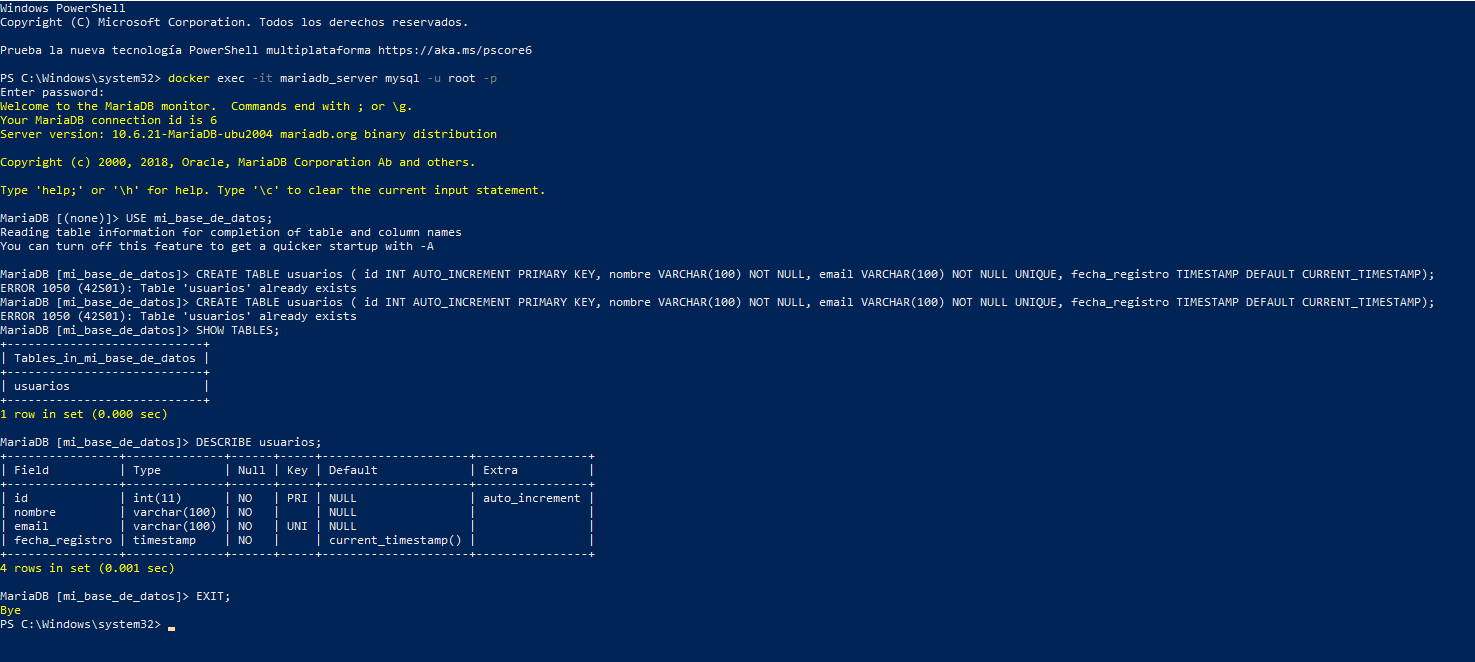 Windows PowerShell
Copyright (C) Microsoft Corporation. Todos los derechos reservados.
Prueba la nueva tecnología PowerShell multiplataforma https://aka.ms/pscore6
PS C:\Windows\system32> docker exec -it mariadb_server mysql -u root -p
Enter password:
Welcome to the MariaDB monitor.  Commands end with ; or \g.
Your MariaDB connection id is 6
Server version: 10.6.21-MariaDB-ubu2004 mariadb.org binary distribution
Copyright (c) 2000, 2018, Oracle, MariaDB Corporation Ab and others.
Type 'help;' or '\h' for help. Type '\c' to clear the current input statement.
MariaDB [(none)]> USE mi_base_de_datos;
Reading table information for completion of table and column names
You can turn off this feature to get a quicker startup with -A
MariaDB [mi_base_de_datos]> CREATE TABLE usuarios ( id INT AUTO_INCREMENT PRIMARY KEY, nombre VARCHAR(100) NOT NULL, email VARCHAR(100) NOT NULL UNIQUE, fecha_registro TIMESTAMP DEFAULT CURRENT_TIMESTAMP);
ERROR 1050 (42S01): Table 'usuarios' already exists
MariaDB [mi_base_de_datos]> CREATE TABLE usuarios ( id INT AUTO_INCREMENT PRIMARY KEY, nombre VARCHAR(100) NOT NULL, email VARCHAR(100) NOT NULL UNIQUE, fecha_registro TIMESTAMP DEFAULT CURRENT_TIMESTAMP);
ERROR 1050 (42S01): Table 'usuarios' already exists
MariaDB [mi_base_de_datos]> SHOW TABLES;
+----------------------------+
| Tables_in_mi_base_de_datos |
+----------------------------+
| usuarios                   |
+----------------------------+
1 row in set (0.000 sec)
MariaDB [mi_base_de_datos]> DESCRIBE usuarios;
+----------------+--------------+------+-----+---------------------+----------------+
| Field          | Type         | Null | Key | Default             | Extra          |
+----------------+--------------+------+-----+---------------------+----------------+
| id             | int(11)      | NO   | PRI | NULL                | auto_increment |
| nombre         | varchar(100) | NO   |     | NULL                |                |
| email          | varchar(100) | NO   | UNI | NULL                |                |
| fecha_registro | timestamp    | NO   |     | current_timestamp() |                |
+----------------+--------------+------+-----+---------------------+----------------+
4 rows in set (0.001 sec)
MariaDB [mi_base_de_datos]> EXIT;
Bye
PS C:\Windows\system32>